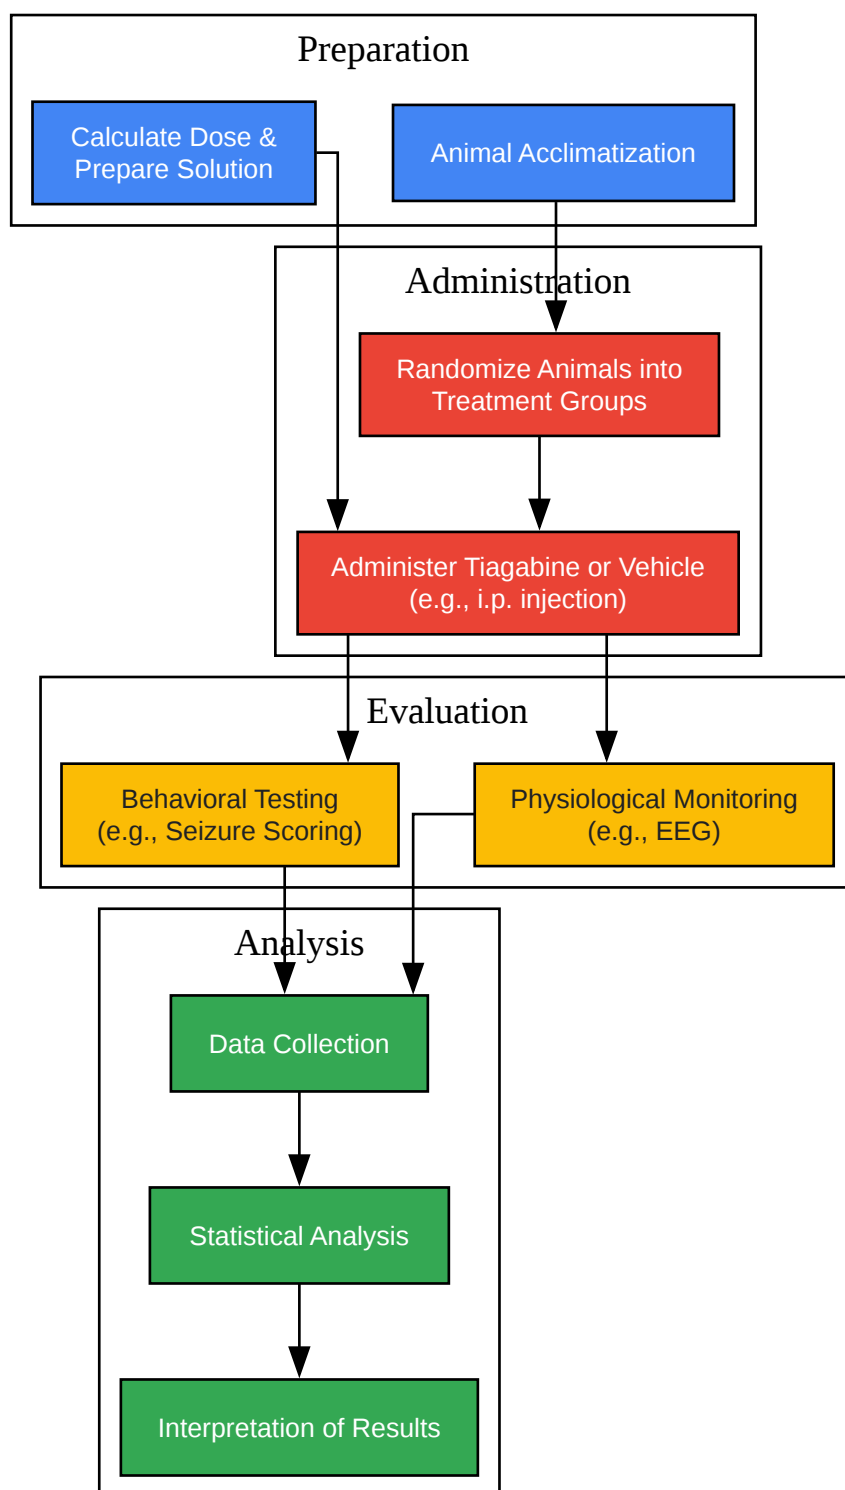 Preparation
Calculate Dose &
Prepare Solution
Animal Acclimatization
Administration
Randomize Animals into
Treatment Groups
Administer Tiagabine or Vehicle
(e.g., i.p. injection)
Evaluation
Behavioral Testing
(e.g., Seizure Scoring)
Physiological Monitoring
(e.g., EEG)
Analysis
Data Collection
Statistical Analysis
Interpretation of Results